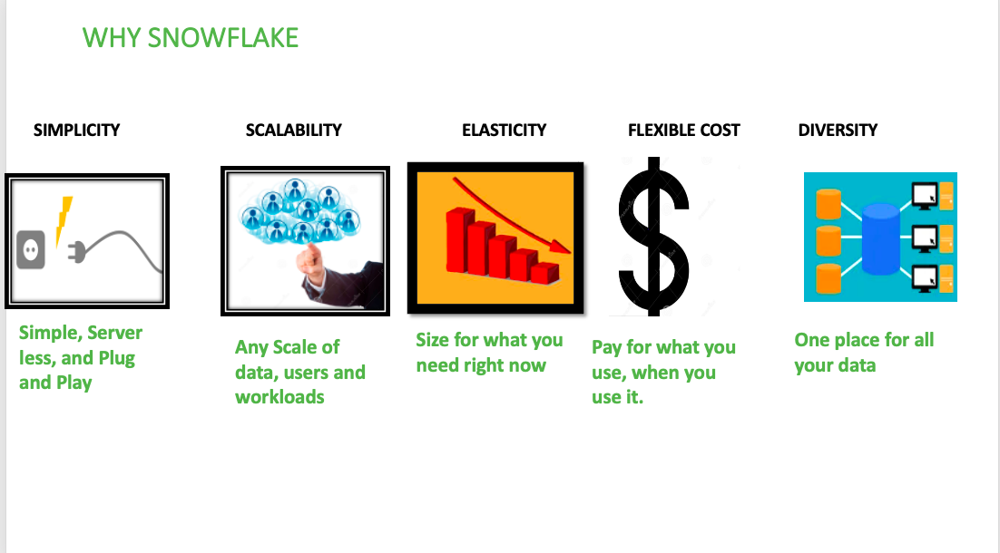 WHY SNOWFLAKE
SIMPLICITY
SCALABILITY
ELASTICITY
FLEXIBLE COST
DIVERSITY
Simple, Server
less, and Plug
and Play
Any Scale of
data, users and
workloads
Size for what you
need right now
Pay for what you
use, when you
use it.
One place for all
your data